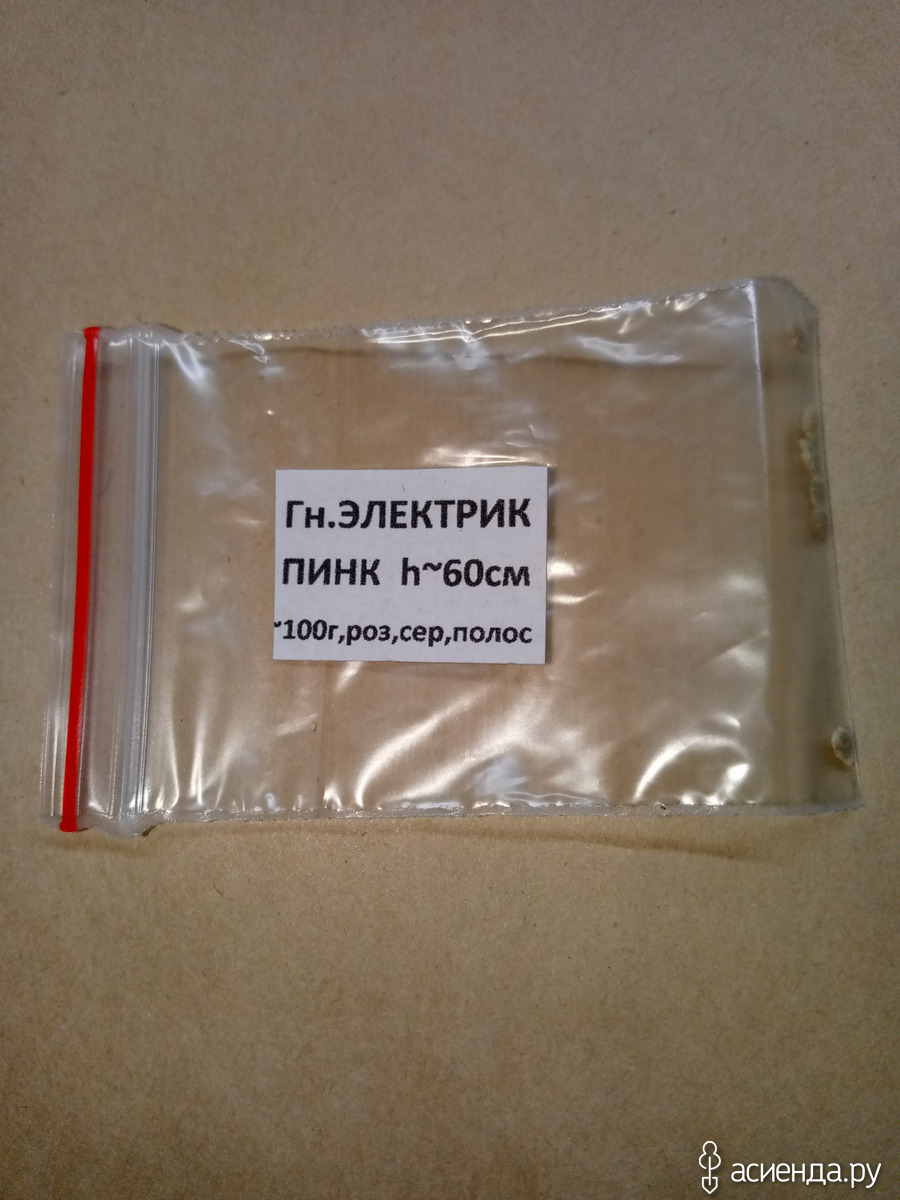 Гн.ЭЛЕКТРИК
ПИНК h~60см
~100г,роз,сер,полос
асиенда.ру